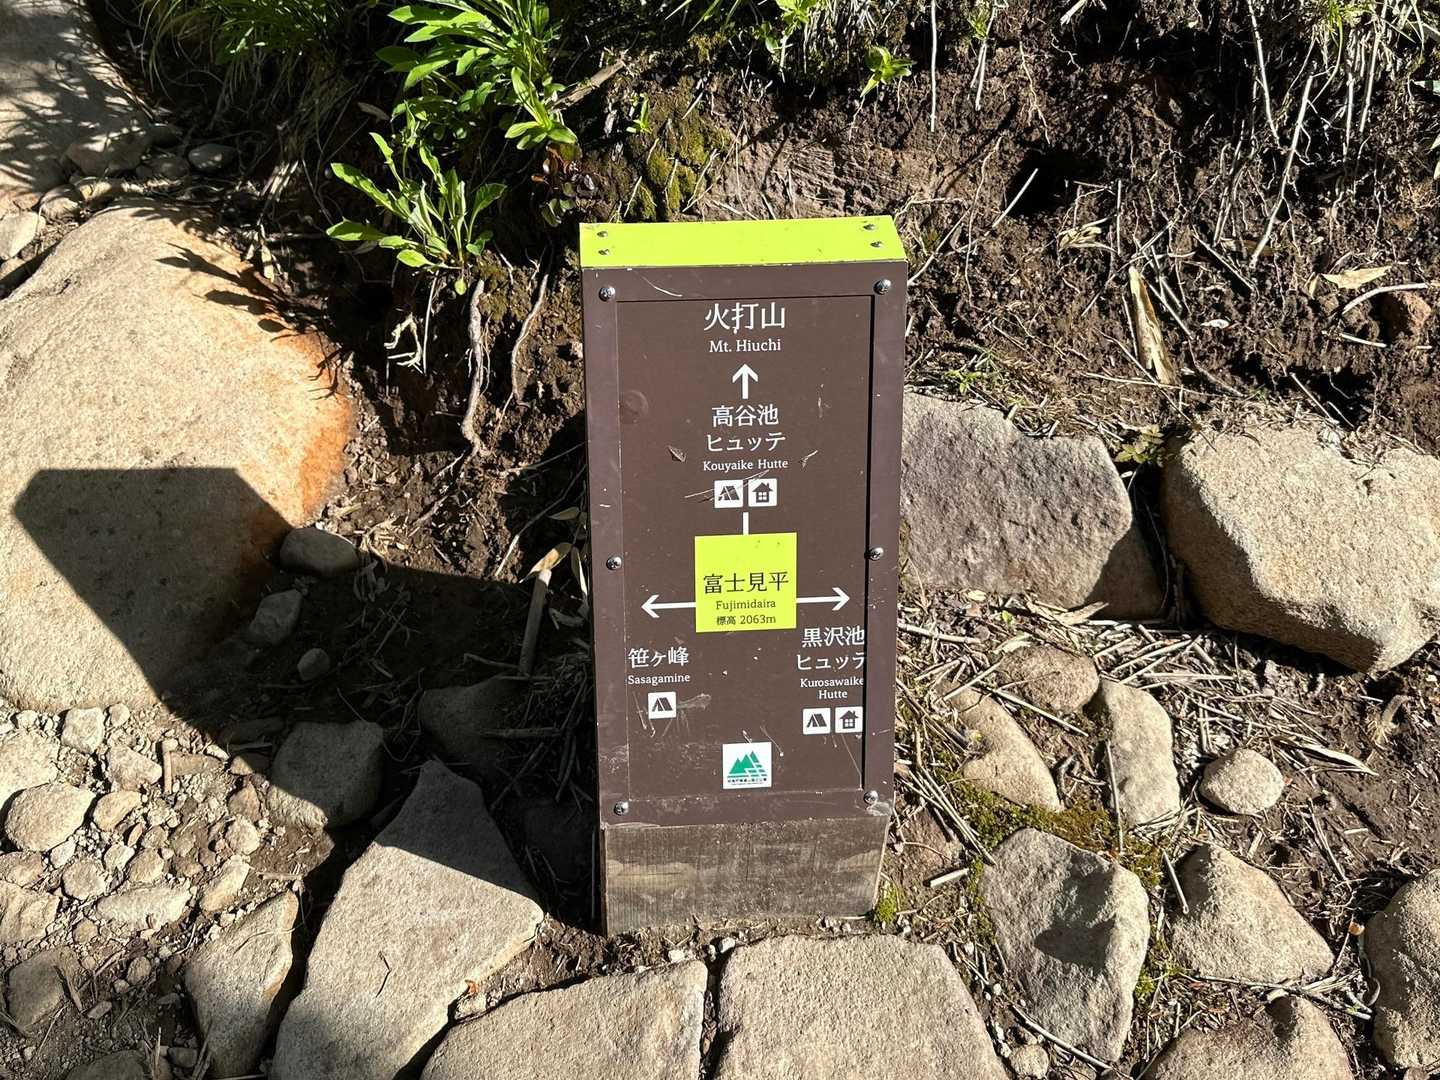 火打山
Mt. Hiuchi
高谷池
ヒュッテ
Kouyaike Hutte
富士見平
Fujimidaira
標高 2063m
笹ヶ峰
Sasagamine
黒沢池
ヒュッテ
Kurosawaike
Hutte